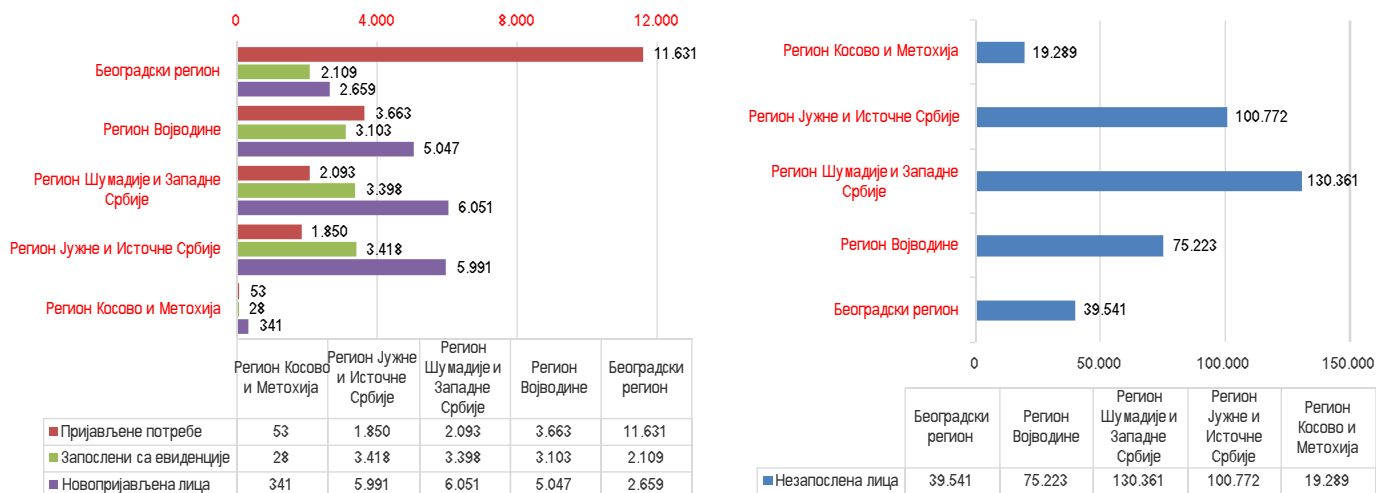 0 4.000 8.000 12.000
Београдски регион
11.631
2.109
2.659
Регион Војводине
3.663
3.103
5.047
Регион Шумадије и Западне
Србије
2.093
3.398
6.051
Регион Јужне и Источне Србије
1.850
3.418
5.991
Регион Косово и Метохија
53
28
341
Регион Косово
и Метохија
Регион Јужне
и Источне
Србије
Регион
Шумадије и
Западне
Србије
Регион
Војводине
Београдски
регион
Пријављене потребе 53 1.850 2.093 3.663 11.631
Запослени са евиденције 28 3.418 3.398 3.103 2.109
Новопријављена лица 341 5.991 6.051 5.047 2.659
Регион Косово и Метохија 19.289
Регион Јужне и Источне Србије 100.772
Регион Шумадије и Западне
Србије
130.361
Регион Војводине 75.223
Београдски регион 39.541
0 50.000 100.000 150.000
Београдски
регион
Регион
Војводине
Регион
Шумадије и
Западне
Србије
Регион
Јужне и
Источне
Србије
Регион
Косово и
Метохија
Незапослена лица 39.541 75.223 130.361 100.772 19.289